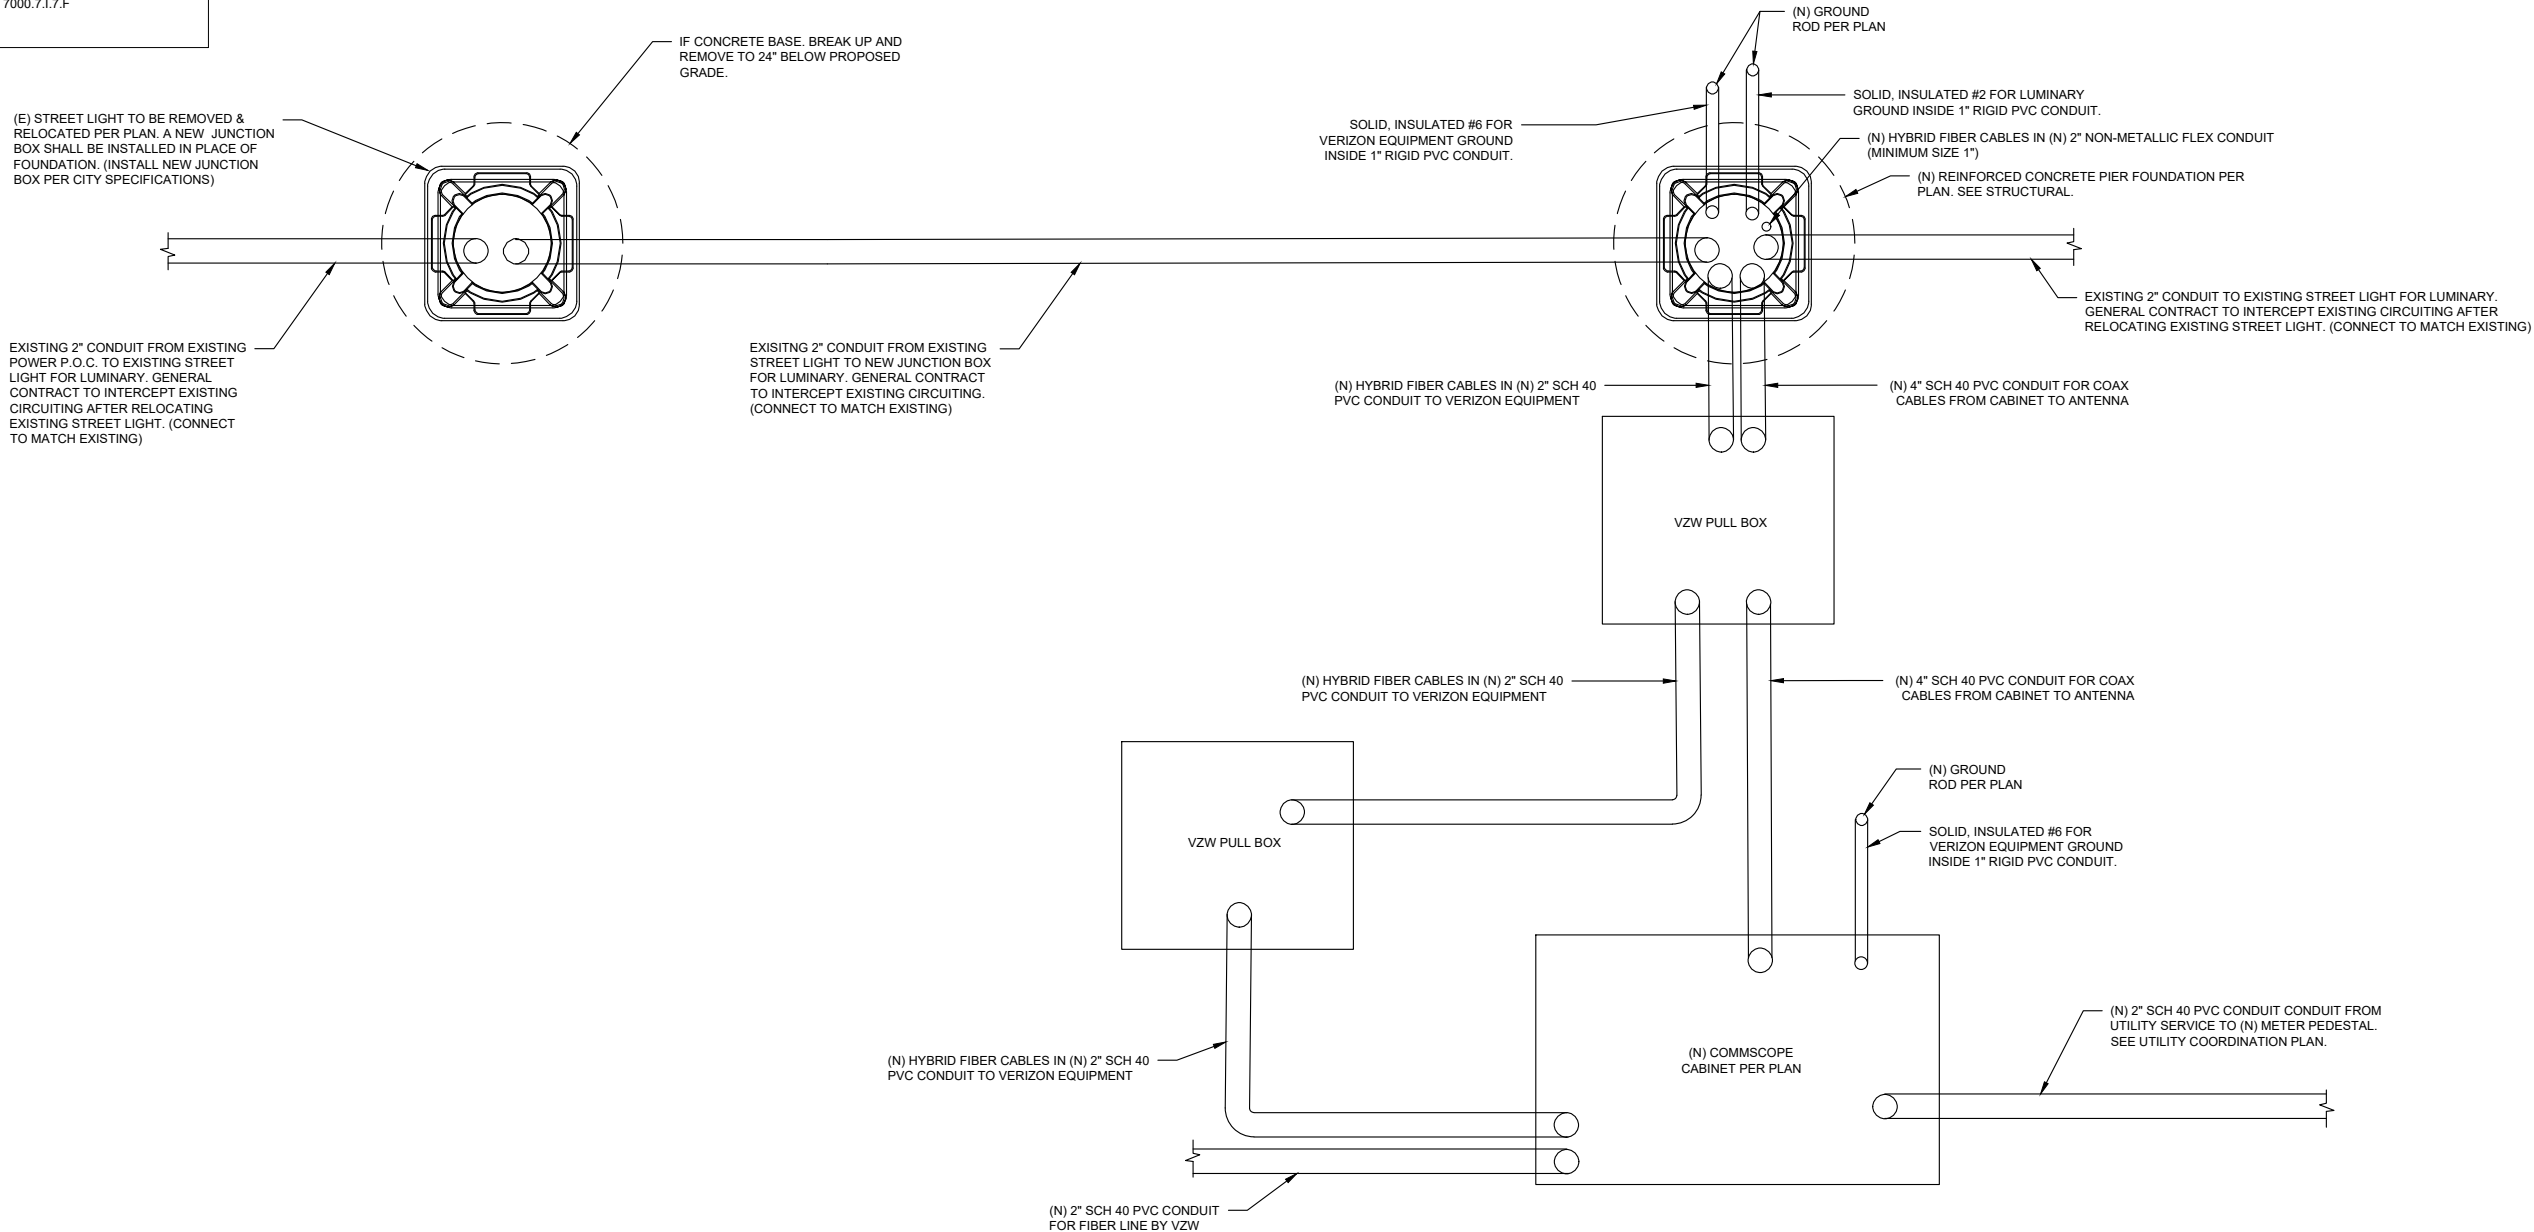 7000.7.I.7.F
(N) GROUND
ROD PER PLAN
IF CONCRETE BASE. BREAK UP AND
REMOVE TO 24" BELOW PROPOSED
GRADE.
SOLID, INSULATED #2 FOR LUMINARY
GROUND INSIDE 1" RIGID PVC CONDUIT.
(E) STREET LIGHT TO BE REMOVED &
RELOCATED PER PLAN. A NEW JUNCTION
BOX SHALL BE INSTALLED IN PLACE OF
FOUNDATION. (INSTALL NEW JUNCTION
BOX PER CITY SPECIFICATIONS)
SOLID, INSULATED #6 FOR
VERIZON EQUIPMENT GROUND
INSIDE 1" RIGID PVC CONDUIT.
(N) HYBRID FIBER CABLES IN (N) 2" NON-METALLIC FLEX CONDUIT
(MINIMUM SIZE 1")
(N) REINFORCED CONCRETE PIER FOUNDATION PER
PLAN. SEE STRUCTURAL.
EXISTING 2" CONDUIT TO EXISTING STREET LIGHT FOR LUMINARY.
GENERAL CONTRACT TO INTERCEPT EXISTING CIRCUITING AFTER
RELOCATING EXISTING STREET LIGHT. (CONNECT TO MATCH EXISTING)
EXISTING 2" CONDUIT FROM EXISTING
POWER P.O.C. TO EXISTING STREET
LIGHT FOR LUMINARY. GENERAL
CONTRACT TO INTERCEPT EXISTING
CIRCUITING AFTER RELOCATING
EXISTING STREET LIGHT. (CONNECT
TO MATCH EXISTING)
EXISITNG 2" CONDUIT FROM EXISTING
STREET LIGHT TO NEW JUNCTION BOX
FOR LUMINARY. GENERAL CONTRACT
TO INTERCEPT EXISTING CIRCUITING.
(CONNECT TO MATCH EXISTING)
(N) HYBRID FIBER CABLES IN (N) 2" SCH 40
PVC CONDUIT TO VERIZON EQUIPMENT
(N) 4" SCH 40 PVC CONDUIT FOR COAX
CABLES FROM CABINET TO ANTENNA
VZW PULL BOX
(N) HYBRID FIBER CABLES IN (N) 2" SCH 40
PVC CONDUIT TO VERIZON EQUIPMENT
(N) 4" SCH 40 PVC CONDUIT FOR COAX
CABLES FROM CABINET TO ANTENNA
(N) GROUND
ROD PER PLAN
VZW PULL BOX
SOLID, INSULATED #6 FOR
VERIZON EQUIPMENT GROUND
INSIDE 1" RIGID PVC CONDUIT.
(N) 2" SCH 40 PVC CONDUIT CONDUIT FROM
UTILITY SERVICE TO (N) METER PEDESTAL.
SEE UTILITY COORDINATION PLAN.
(N) HYBRID FIBER CABLES IN (N) 2" SCH 40
PVC CONDUIT TO VERIZON EQUIPMENT
(N) COMMSCOPE
CABINET PER PLAN
(N) 2" SCH 40 PVC CONDUIT
FOR FIBER LINE BY VZW